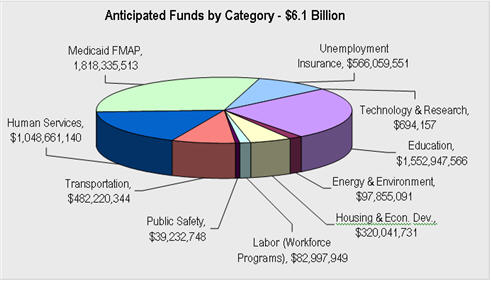 Anticipated Funds by Category - $6.1 Billion
Medicaid FMAP,
1,818,335,513
Unemployment
Insurance, $566,059,551
Technology & Research,
$694,157
Education,
$1,552,947,566
Energy & Environment,
$97,855,091
Housing & Econ. Dev..,
$320,041,731
Labor (Workforce
Programs), $82,997,949
Public Safety,
$39,232,748
Transportation,
$482,220,344
Human Services,
$1,048,661,140